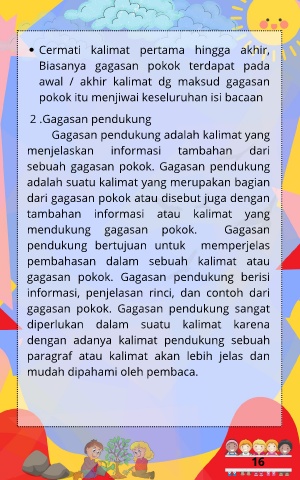 • Cermati kalimat pertama hingga akhir,
Biasanya gagasan pokok terdapat pada
awal / akhir kalimat dg maksud gagasan
pokok itu menjiwai keseluruhan isi bacaan
2 .Gagasan pendukung
Gagasan pendukung adalah kalimat yang
menjelaskan informasi tambahan dari
sebuah gagasan pokok. Gagasan pendukung
adalah suatu kalimat yang merupakan bagian
dari gagasan pokok atau disebut juga dengan
tambahan informasi atau kalimat yang
mendukung gagasan pokok. Gagasan
pendukung bertujuan untuk memperjelas
pembahasan dalam sebuah kalimat atau
gagasan pokok. Gagasan pendukung berisi
informasi, penjelasan rinci, dan contoh dari
gagasan pokok. Gagasan pendukung sangat
diperlukan dalam suatu kalimat karena
dengan adanya kalimat pendukung sebuah
paragraf atau kalimat akan lebih jelas dan
mudah dipahami oleh pembaca.
16